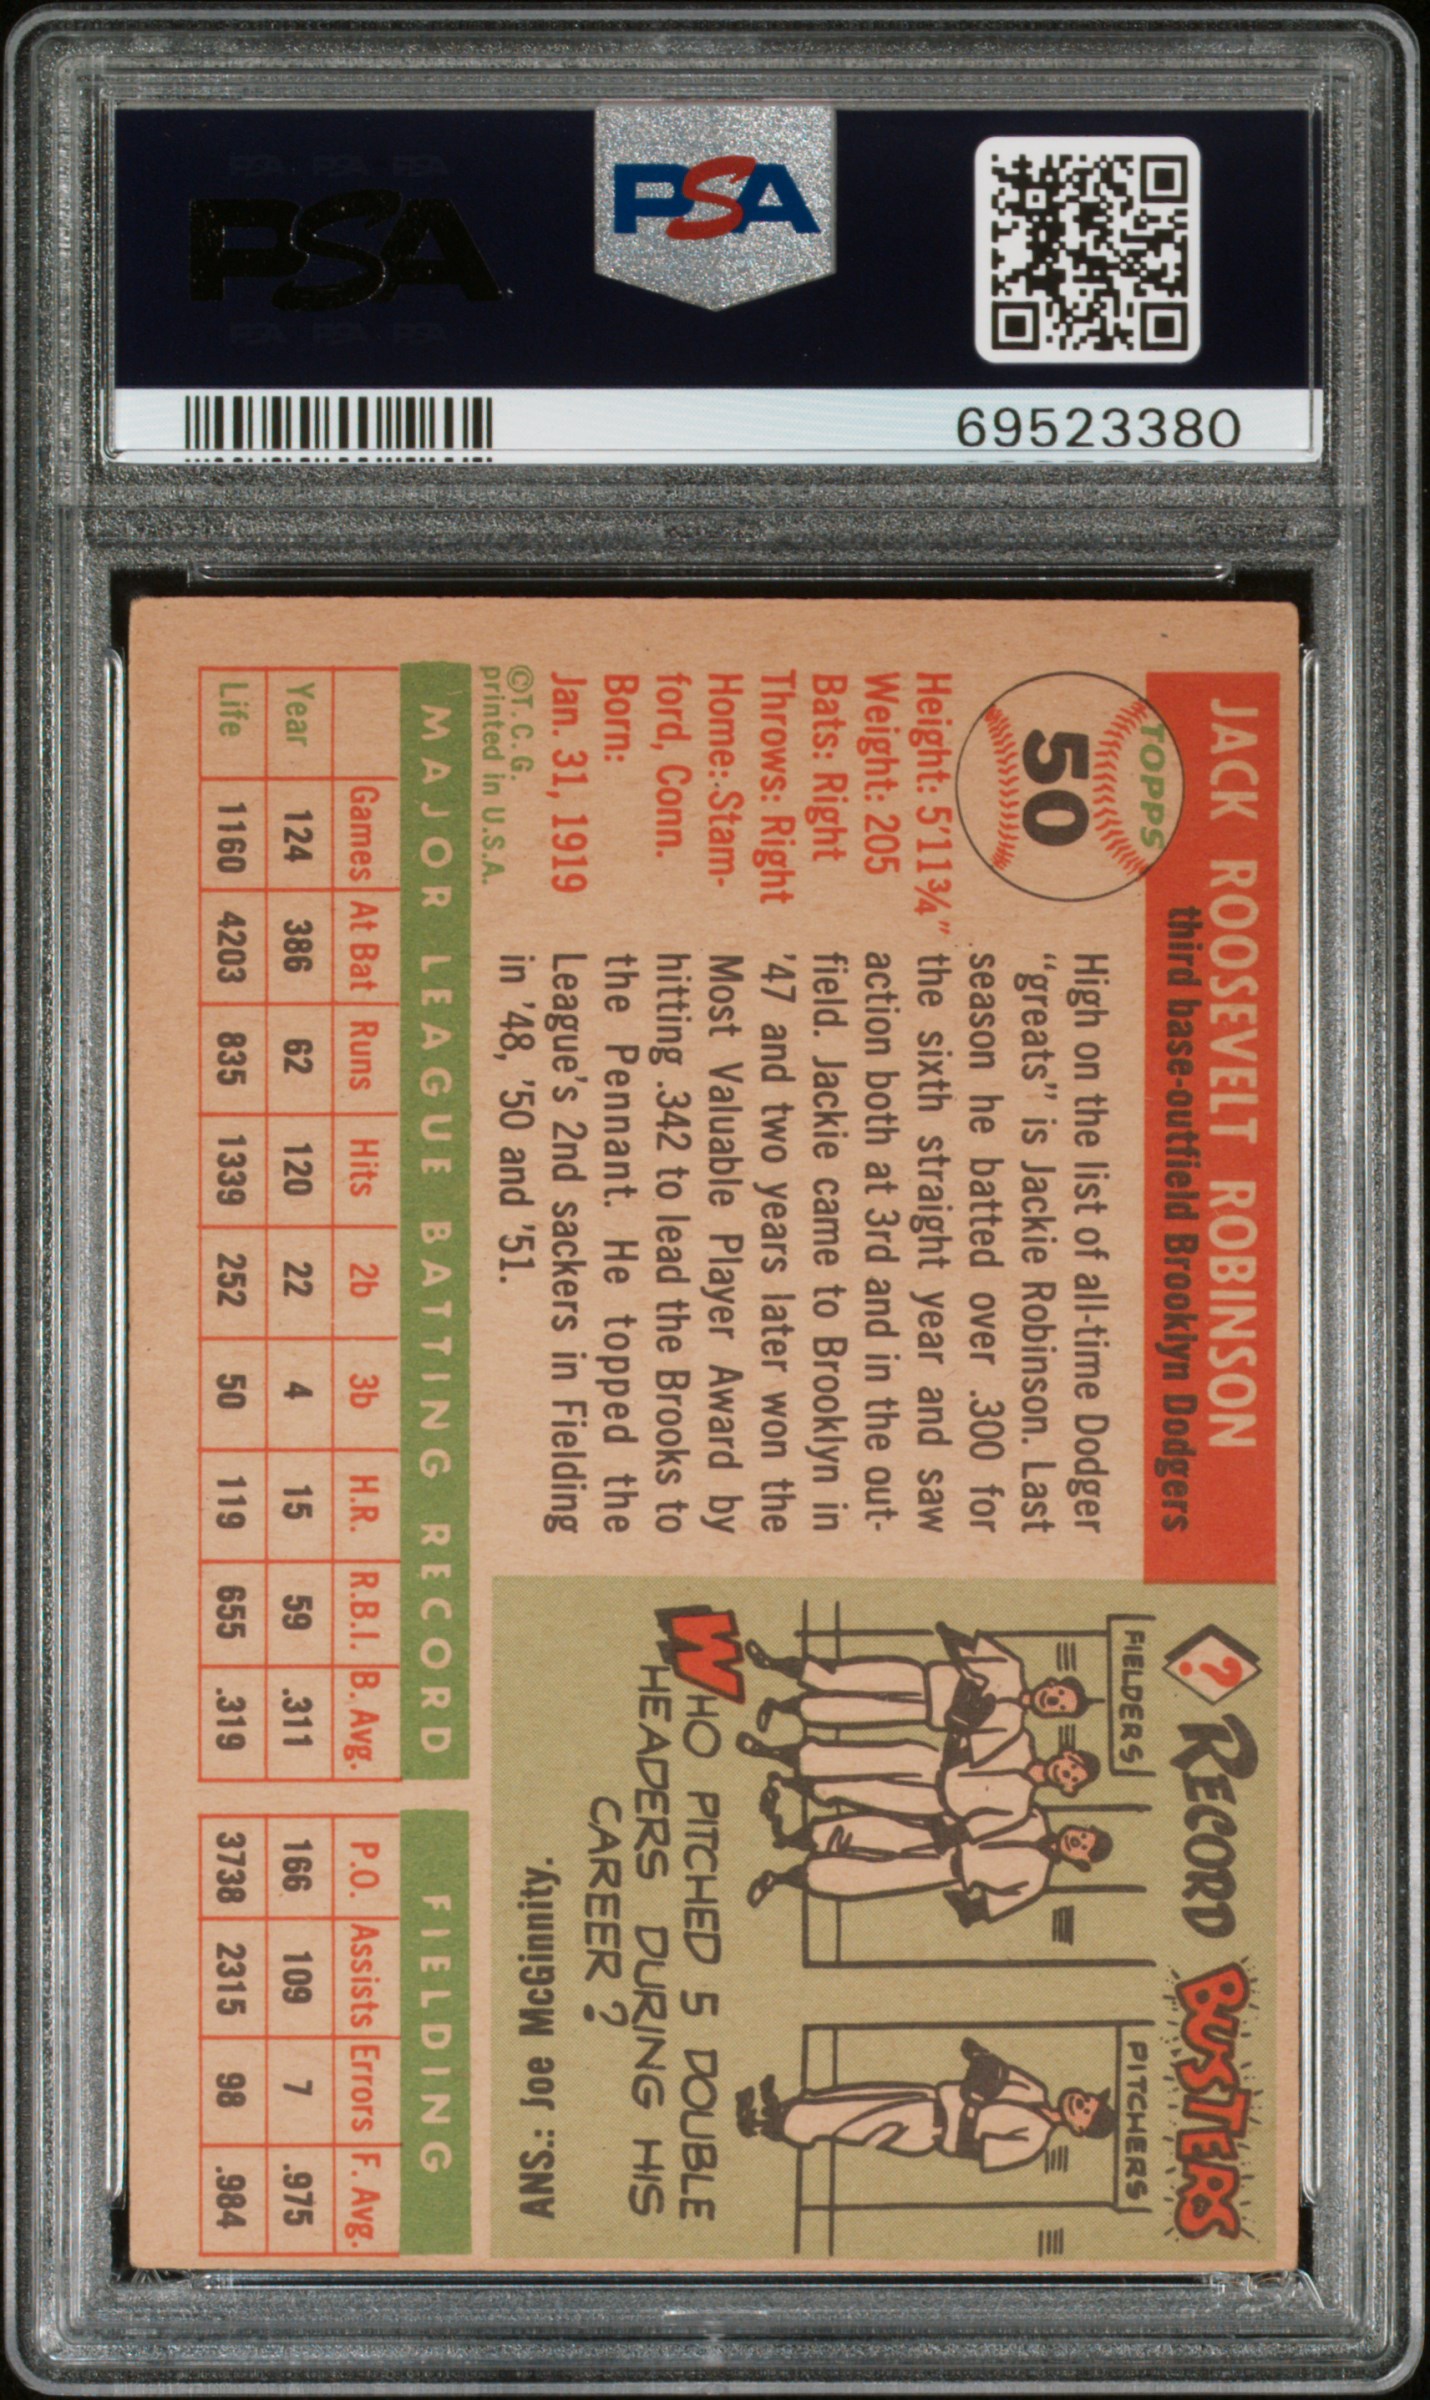 PSA PSA PSA
PSA
PSA PSA PSA
PSA
69523380
JACK ROOSEVELT ROBINSON
third base-outfield Brooklyn Dodgers
TOPPS
50
Height: 5'11¾"
Weight: 205
Bats: Right
Throws: Right
Home: Stam-
ford, Conn.
Born:
Jan. 31, 1919
©T. C. G.
printed in U.S.A.
High on the list of all-time Dodger
"greats" is Jackie Robinson. Last
season he batted over .300 for
the sixth straight year and saw
action both at 3rd and in the out-
field. Jackie came to Brooklyn in
'47 and two years later won the
Most Valuable Player Award by
hitting .342 to lead the Brooks to
the Pennant. He topped the
League's 2nd sackers in Fielding
in '48, '50 and '51.
? RECORD BUSTERS
FIELDERS
PITCHERS
WHO PITCHED 5 DOUBLE
HEADERS DURING HIS
CAREER?
ANS.: Joe McGinnity.
MAJOR LEAGUE BATTING RECORD FIELDING
Games At Bat Runs Hits 2b 3b H.R. R.B.I. B. Avg. P.O. Assists Errors F. Avg.
Year 124 386 62 120 22 4 15 59 .311 166 109 7 .975
Life 1160 4203 835 1339 252 50 119 655 .319 3738 2315 98 .984
PSA